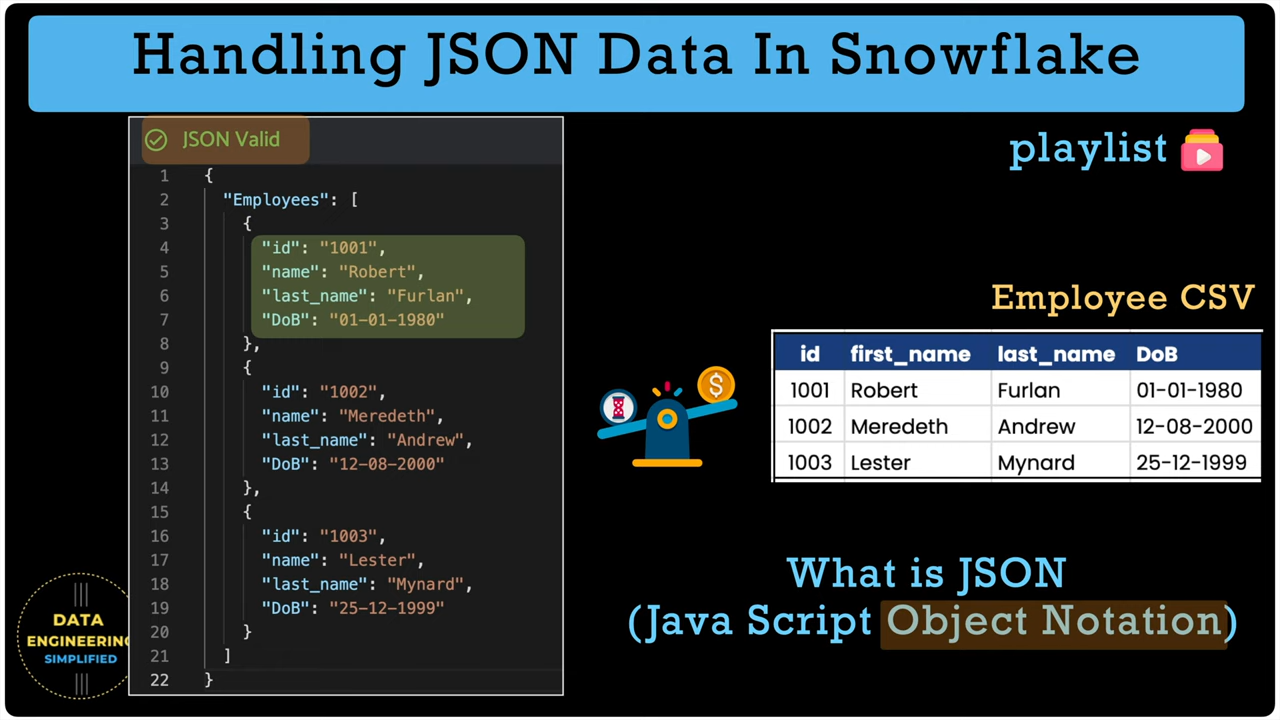 Handling JSON Data In Snowflake
JSON Valid
1 {
2 "Employees": [
3 {
4 "id": "1001",
5 "name": "Robert",
6 "last_name": "Furlan",
7 "DoB": "01-01-1980"
8 },
9 {
10 "id": "1002",
11 "name": "Meredeth",
12 "last_name": "Andrew",
13 "DoB": "12-08-2000"
14 },
15 {
16 "id": "1003",
17 "name": "Lester",
18 "last_name": "Mynard",
19 "DoB": "25-12-1999"
20 }
21 ]
22 }
playlist
Employee CSV
id first_name last_name DoB
1001 Robert Furlan 01-01-1980
1002 Meredeth Andrew 12-08-2000
1003 Lester Mynard 25-12-1999
$
What is JSON
(Java Script Object Notation)
DATA
ENGINEERING
SIMPLIFIED